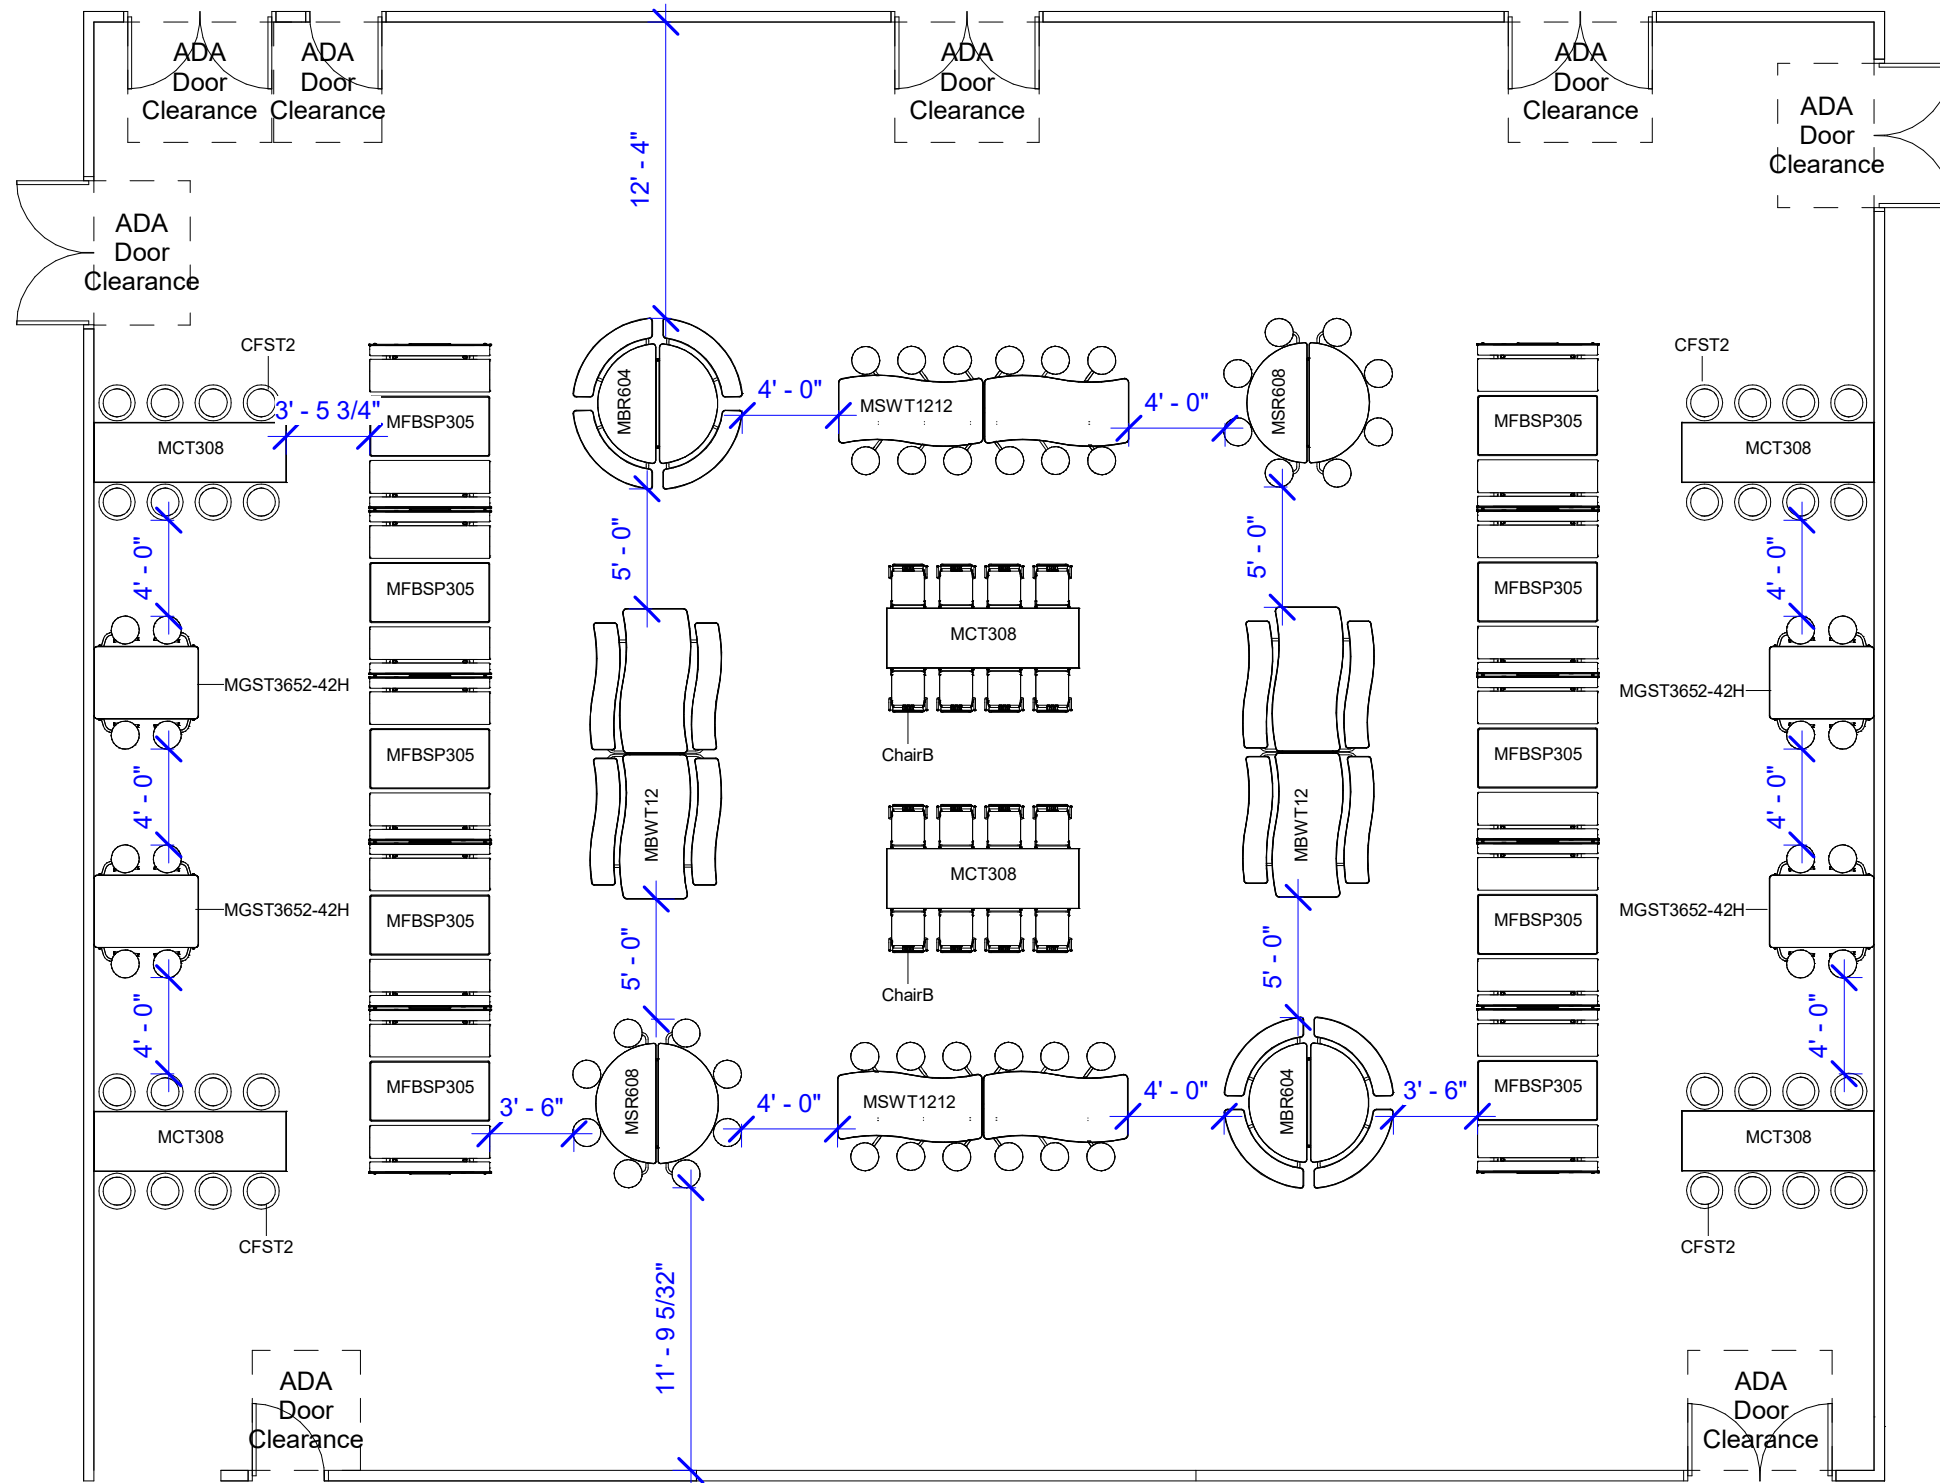 ADA
Door
Clearance
ADA
Door
Clearance
ADA
Door
Clearance
ADA
Door
Clearance
ADA
Door
Clearance
ADA
Door
Clearance
12' - 4"
CFST2
CFST2
3' - 5 3/4"
MCT308
MFBSP305
MBR604
4' - 0"
MSWT1212
4' - 0"
MSR608
MFBSP305
MCT308
4' - 0"
5' - 0"
5' - 0"
4' - 0"
MFBSP305
MCT308
MFBSP305
MGST3652-42H
MGST3652-42H
MFBSP305
ChairB
MFBSP305
4' - 0"
MBWT12
MBWT12
4' - 0"
MCT308
MGST3652-42H
MFBSP305
MFBSP305
MGST3652-42H
5' - 0"
5' - 0"
ChairB
4' - 0"
4' - 0"
MFBSP305
3' - 6"
MSR608
4' - 0"
MSWT1212
4' - 0"
MBR604
3' - 6"
MFBSP305
MCT308
MCT308
CFST2
CFST2
11' - 9 5/32"
ADA
Door
Clearance
ADA
Door
Clearance